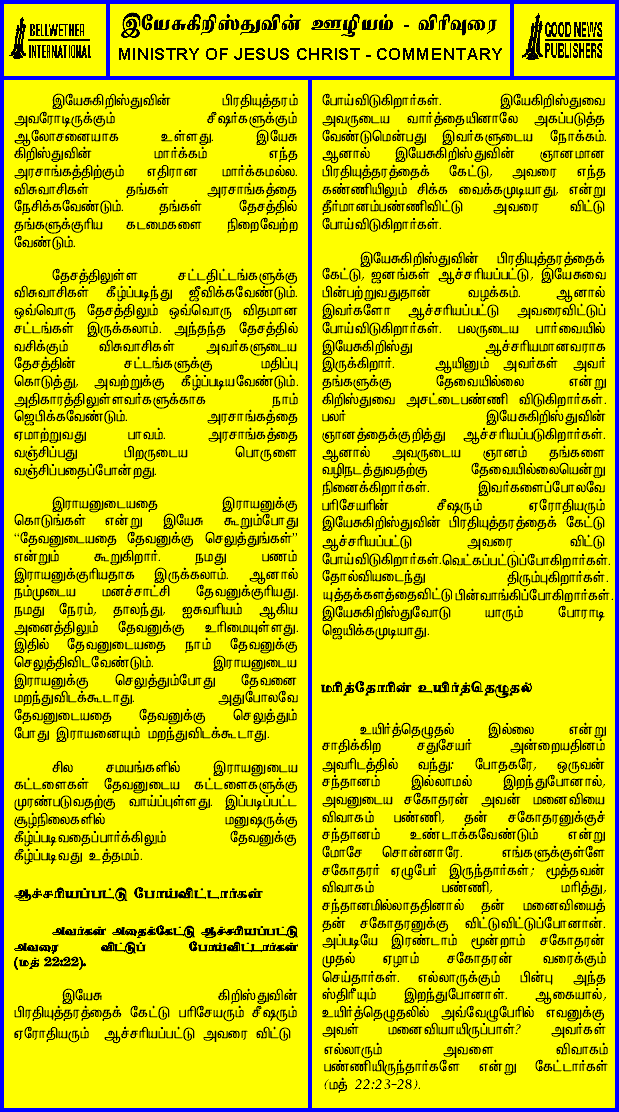 BELLWETHER
INTERNATIONAL
இயேசுகிறிஸ்துவின் ஊழியம் - விரிவுரை
MINISTRY OF JESUS CHRIST - COMMENTARY
GOOD NEWS
PUBLISHERS
இயேசுகிறிஸ்துவின் பிரதியுத்தரம்
அவரோடிருக்கும் சீஷர்களுக்கும்
ஆலோசனையாக உள்ளது. இயேசு
கிறிஸ்துவின் மார்க்கம் எந்த
அரசாங்கத்திற்கும் எதிரான மார்க்கமல்ல.
விசுவாசிகள் தங்கள் அரசாங்கத்தை
நேசிக்கவேண்டும். தங்கள் தேசத்தில்
தங்களுக்குரிய கடமைகளை நிறைவேற்ற
வேண்டும்.
தேசத்திலுள்ள சட்டதிட்டங்களுக்கு
விசுவாசிகள் கீழ்ப்படிந்து ஜீவிக்கவேண்டும்.
ஒவ்வொரு தேசத்திலும் ஒவ்வொரு விதமான
சட்டங்கள் இருக்கலாம். அந்தந்த தேசத்தில்
வசிக்கும் விசுவாசிகள் அவர்களுடைய
தேசத்தின் சட்டங்களுக்கு மதிப்பு
கொடுத்து, அவற்றுக்கு கீழ்ப்படியவேண்டும்.
அதிகாரத்திலுள்ளவர்களுக்காக நாம்
ஜெபிக்கவேண்டும். அரசாங்கத்தை
ஏமாற்றுவது பாவம். அரசாங்கத்தை
வஞ்சிப்பது பிறருடைய பொருளை
வஞ்சிப்பதைப்போன்றது.
இராயனுடையதை இராயனுக்கு
கொடுங்கள் என்று இயேசு கூறும்போது
“தேவனுடையதை தேவனுக்கு செலுத்துங்கள்”
என்றும் கூறுகிறார். நமது பணம்
இராயனுக்குரியதாக இருக்கலாம். ஆனால்
நம்முடைய மனச்சாட்சி தேவனுக்குரியது.
நமது நேரம், தாலந்து, ஐசுவரியம் ஆகிய
அனைத்திலும் தேவனுக்கு உரிமையுள்ளது.
இதில் தேவனுடையதை நாம் தேவனுக்கு
செலுத்திவிடவேண்டும். இராயனுடைய
இராயனுக்கு செலுத்தும்போது தேவனை
மறந்துவிடக்கூடாது. அதுபோலவே
தேவனுடையதை தேவனுக்கு செலுத்தும்
போது இராயனையும் மறந்துவிடக்கூடாது.
சில சமயங்களில் இராயனுடைய
கட்டளைகள் தேவனுடைய கட்டளைகளுக்கு
முரண்படுவதற்கு வாய்ப்புள்ளது. இப்படிப்பட்ட
சூழ்நிலைகளில் மனுஷருக்கு
கீழ்ப்படிவதைப்பார்க்கிலும் தேவனுக்கு
கீழ்ப்படிவது உத்தமம்.
ஆச்சரியப்பட்டு போய்விட்டார்கள்
அவர்கள் அதைக்கேட்டு ஆச்சரியப்பட்டு
அவரை விட்டுப் போய்விட்டார்கள்
(மத் 22:22).
இயேசு கிறிஸ்துவின்
பிரதியுத்தரத்தைக் கேட்டு பரிசேயரும் சீஷரும்
ஏரோதியரும் ஆச்சரியப்பட்டு அவரை விட்டு
போய்விடுகிறார்கள். இயேகிறிஸ்துவை
அவருடைய வார்த்தையினாலே அகப்படுத்த
வேண்டுமென்பது இவர்களுடைய நோக்கம்.
ஆனால் இயேசுகிறிஸ்துவின் ஞானமான
பிரதியுத்தரத்தைக் கேட்டு, அவரை எந்த
கண்ணியிலும் சிக்க வைக்கமுடியாது, என்று
தீர்மானம்பண்ணிவிட்டு அவரை விட்டு
போய்விடுகிறார்கள்.
இயேசுகிறிஸ்துவின் பிரதியுத்தரத்தைக்
கேட்டு, ஜனங்கள் ஆச்சரியப்பட்டு, இயேசுவை
பின்பற்றுவதுதான் வழக்கம். ஆனால்
இவர்களோ ஆச்சரியப்பட்டு அவரைவிட்டுப்
போய்விடுகிறார்கள். பலருடைய பார்வையில்
இயேசுகிறிஸ்து ஆச்சரியமானவராக
இருக்கிறார். ஆயினும் அவர்கள் அவர்
தங்களுக்கு தேவையில்லை என்று
கிறிஸ்துவை அசட்டைபண்ணி விடுகிறார்கள்.
பலர் இயேசுகிறிஸ்துவின்
ஞானத்தைக்குறித்து ஆச்சரியப்படுகிறார்கள்.
ஆனால் அவருடைய ஞானம் தங்களை
வழிநடத்துவதற்கு தேவையில்லையென்று
நினைக்கிறார்கள். இவர்களைப்போலவே
பரிசேயரின் சீஷரும் ஏரோதியரும்
இயேசுகிறிஸ்துவின் பிரதியுத்தரத்தைக் கேட்டு
ஆச்சரியப்பட்டு அவரை விட்டு
போய்விடுகிறார்கள். வெட்கப்பட்டுப்போகிறார்கள்.
தோல்வியடைந்து திரும்புகிறார்கள்.
யுத்தக்களத்தைவிட்டு பின்வாங்கிப்போகிறார்கள்.
இயேசுகிறிஸ்துவோடு யாரும் போராடி
ஜெயிக்கமுடியாது.
மரித்தோரின் உயிர்த்தெழுதல்
உயிர்த்தெழுதல் இல்லை என்று
சாதிக்கிற சதுசேயர் அன்றையதினம்
அவரிடத்தில் வந்து: போதகரே, ஒருவன்
சந்தானம் இல்லாமல் இறந்துபோனால்,
அவனுடைய சகோதரன் அவன் மனைவியை
விவாகம் பண்ணி, தன் சகோதரனுக்குச்
சந்தானம் உண்டாக்கவேண்டும் என்று
மோசே சொன்னாரே. எங்களுக்குள்ளே
சகோதரர் ஏழுபேர் இருந்தார்கள்; மூத்தவன்
விவாகம் பண்ணி, மரித்து,
சந்தானமில்லாததினால் தன் மனைவியைத்
தன் சகோதரனுக்கு விட்டுவிட்டுப்போனான்.
அப்படியே இரண்டாம் மூன்றாம் சகோதரன்
முதல் ஏழாம் சகோதரன் வரைக்கும்
செய்தார்கள். எல்லாருக்கும் பின்பு அந்த
ஸ்திரீயும் இறந்துபோனாள். ஆகையால்,
உயிர்த்தெழுதலில் அவ்வேழுபேரில் எவனுக்கு
அவள் மனைவியாயிருப்பாள்? அவர்கள்
எல்லாரும் அவளை விவாகம்
பண்ணியிருந்தார்களே என்று கேட்டார்கள்
(மத் 22:23-28).